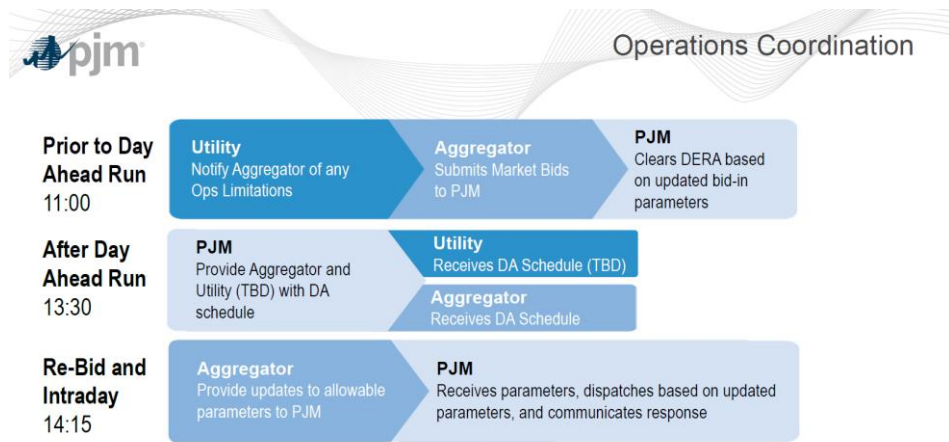 pjm
Operations Coordination
Prior to Day
Ahead Run
11:00
Utility
Notify Aggregator of any
Ops Limitations
Aggregator
Submits Market Bids
to PJM
PJM
Clears DERA based
on updated bid-in
parameters
After Day
Ahead Run
13:30
PJM
Provide Aggregator and
Utility (TBD) with DA
schedule
Utility
Receives DA Schedule (TBD)
Aggregator
Receives DA Schedule
Re-Bid and
Intraday
14:15
Aggregator
Provide updates to allowable
parameters to PJM
PJM
Receives parameters, dispatches based on updated
parameters, and communicates response